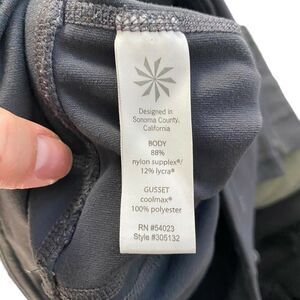 Designed in
Sonoma County,
California
BODY
88%
nylon supplex®/
12% lycra®
GUSSET
coolmax®
100% polyester
RN #54023
Style #305132